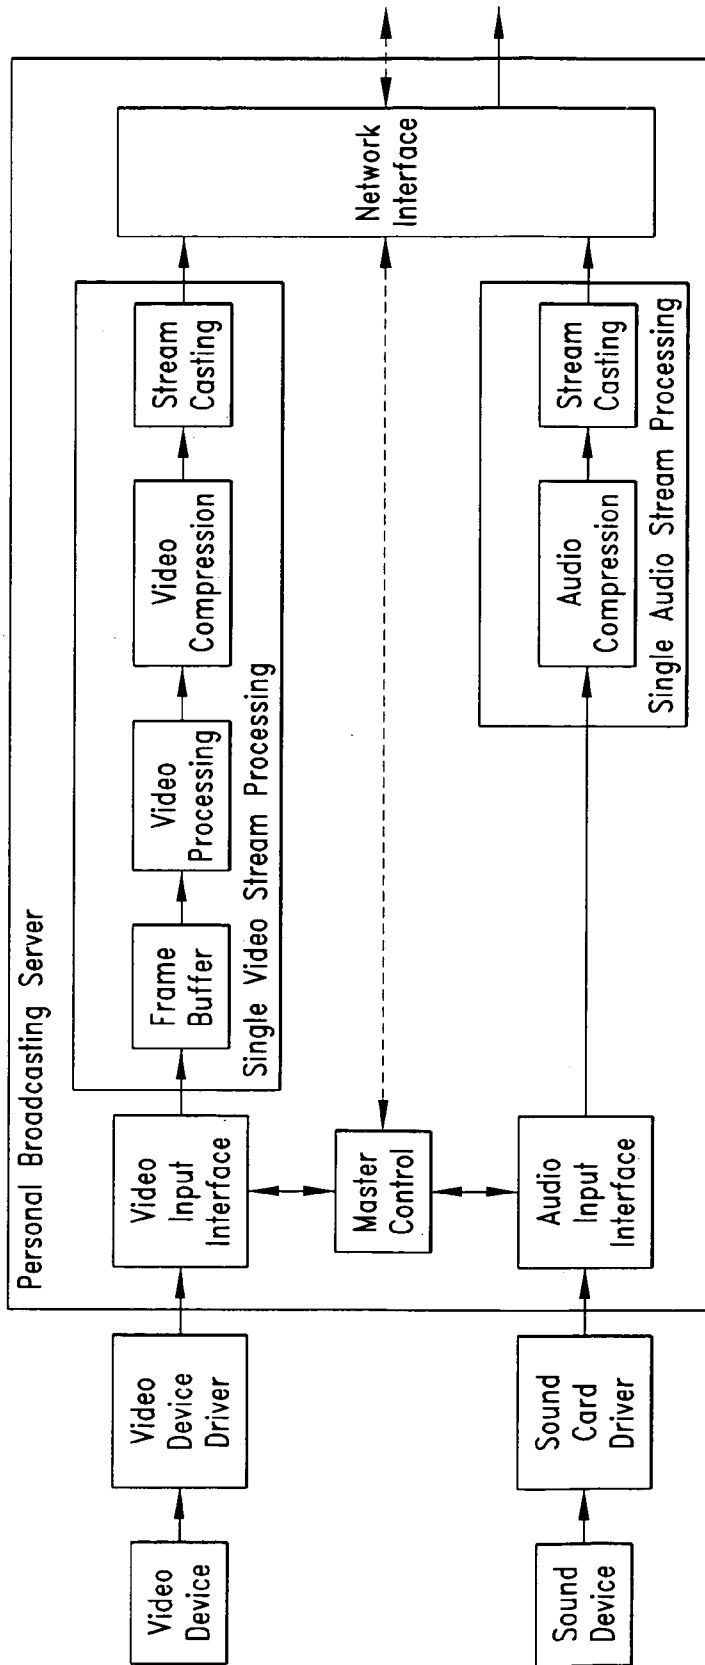 Personal Broadcasting Server
Video
Device
Video
Device
Driver
Video
Input
Interface
Frame
Buffer
Video
Processing
Video
Compression
Stream
Casting
Single Video Stream Processing
Master
Control
Network
Interface
Sound
Device
Sound
Card
Driver
Audio
Input
Interface
Audio
Compression
Stream
Casting
Single Audio Stream Processing